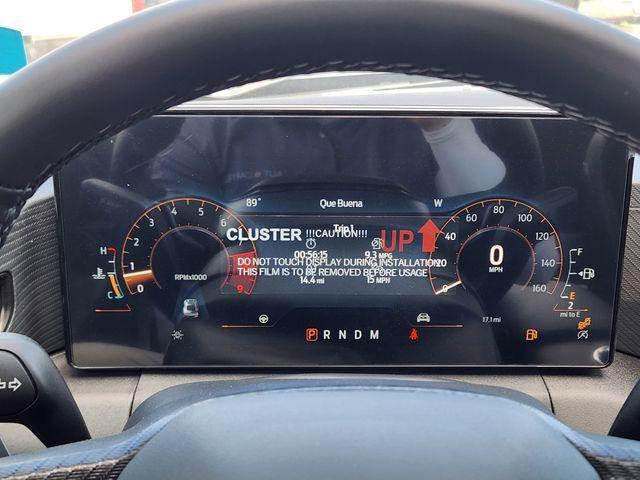 89° Que Buena W
Trip 1
CLUSTER !!!CAUTION!!! UP
00:56:15 9.3 MPG
DO NOT TOUCH DISPLAY DURING INSTALLATION
THIS FILM IS TO BE REMOVED BEFORE USAGE
14.4 mi 15 MPH
0 1 2 3 4 5 6 9
RPMx1000
H
C
0 20 40 60 80 100 120 140 160
0
MPH
F
E
2
mi to E
17.1 mi
P R N D M